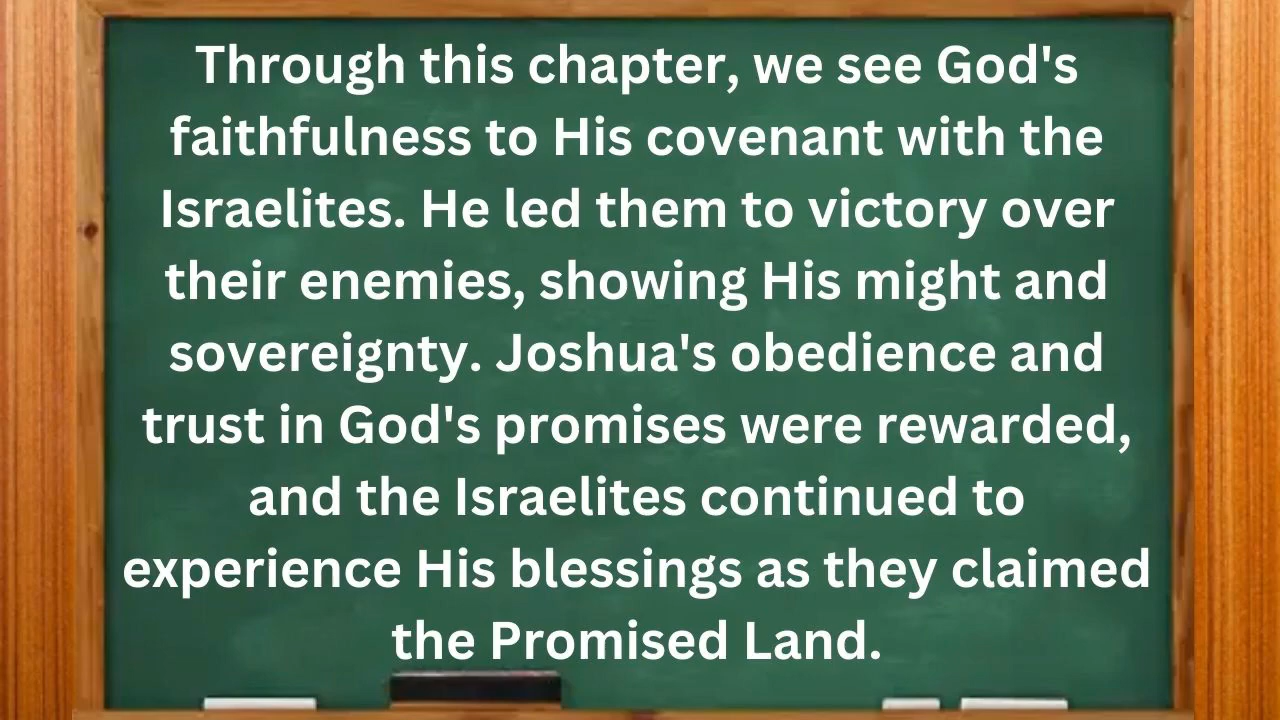 Through this chapter, we see God's
faithfulness to His covenant with the
Israelites. He led them to victory over
their enemies, showing His might and
sovereignty. Joshua's obedience and
trust in God's promises were rewarded,
and the Israelites continued to
experience His blessings as they claimed
the Promised Land.